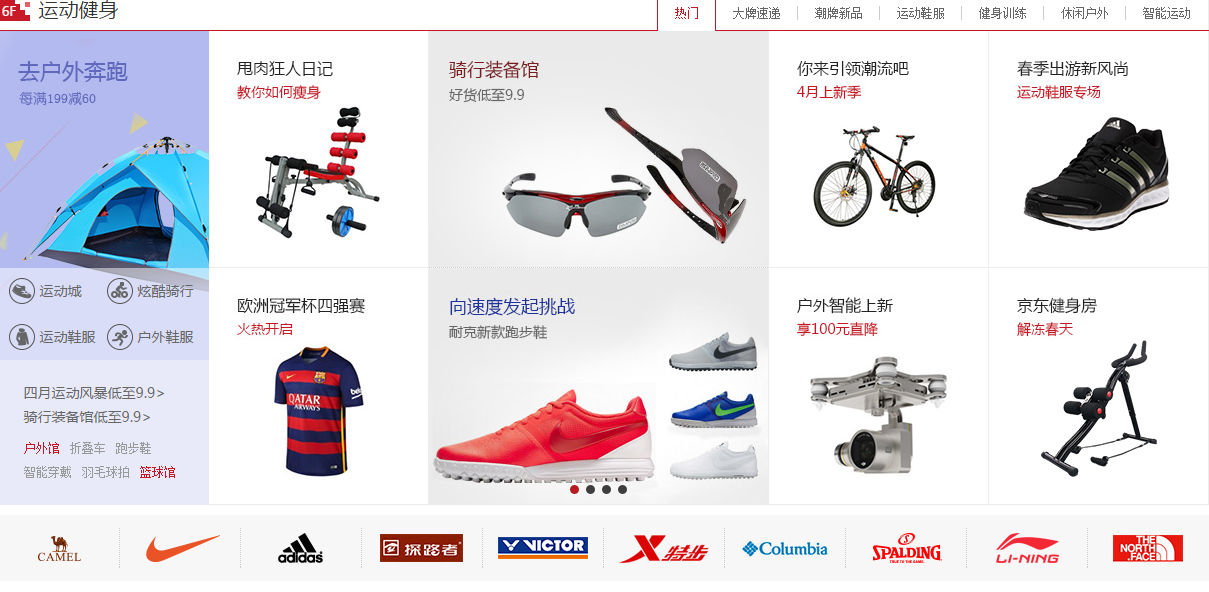 6F 运动健身
热门 大牌速递 潮牌新品 运动鞋服 健身训练 休闲户外 智能运动
去户外奔跑
每满199减60
运动城 炫酷骑行
运动鞋服 户外鞋服
四月运动风暴低至9.9>
骑行装备馆低至9.9>
户外馆 折叠车 跑步鞋
智能穿戴 羽毛球拍 篮球馆
甩肉狂人日记
教你如何瘦身
骑行装备馆
好货低至9.9
你来引领潮流吧
4月上新季
adidas
春季出游新风尚
运动鞋服专场
欧洲冠军杯四强赛
火热开启
QATAR
AIRWAYS
beko
向速度发起挑战
耐克新款跑步鞋
户外智能上新
享100元直降
京东健身房
解冻春天
CAMEL
adidas
探路者
VICTOR
特步
Columbia
SPALDING
TRUE TO THE GAME
LI-NING
THE
NORTH
FACE